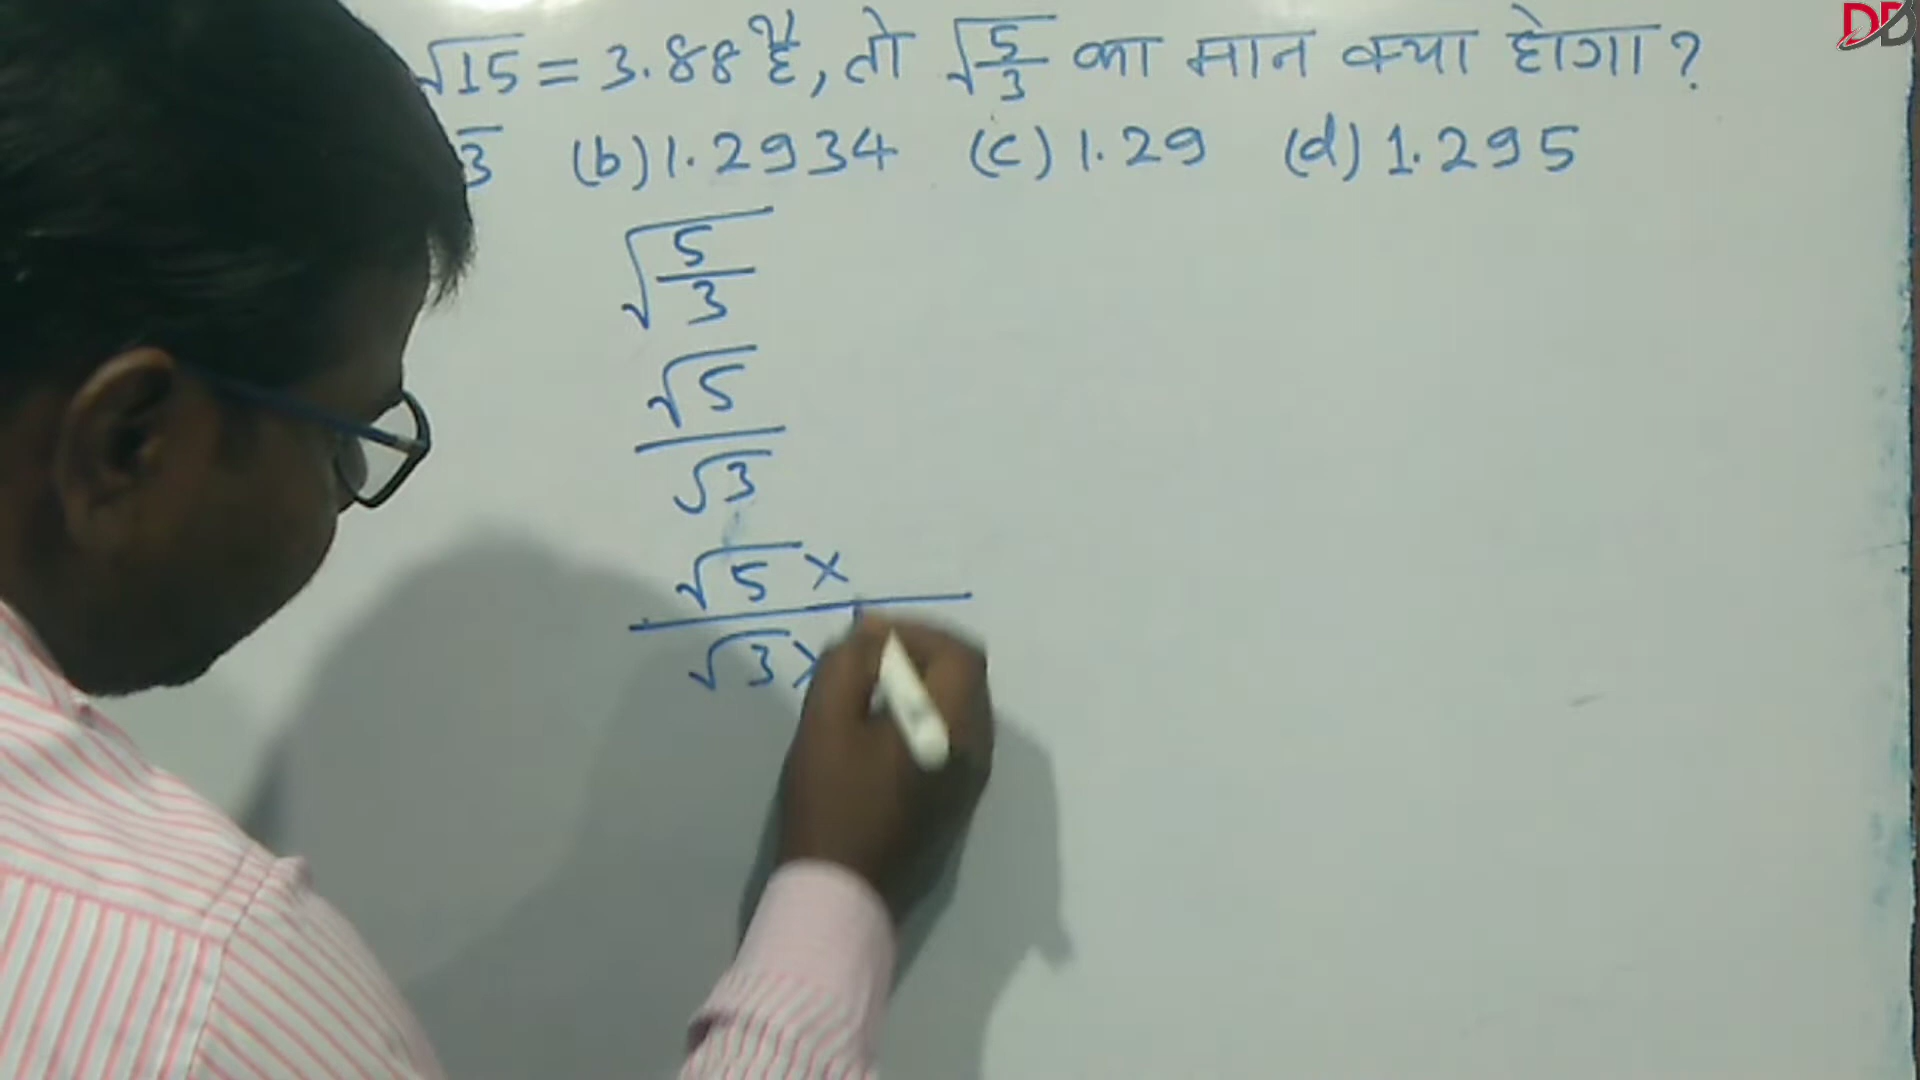 √15 = 3.88 है, तो √5/3 का मान क्या होगा ?
3 (b) 1.2934 (c) 1.29 (d) 1.295
√5/3
√5
√3
√5 ×
√3 ×
DD